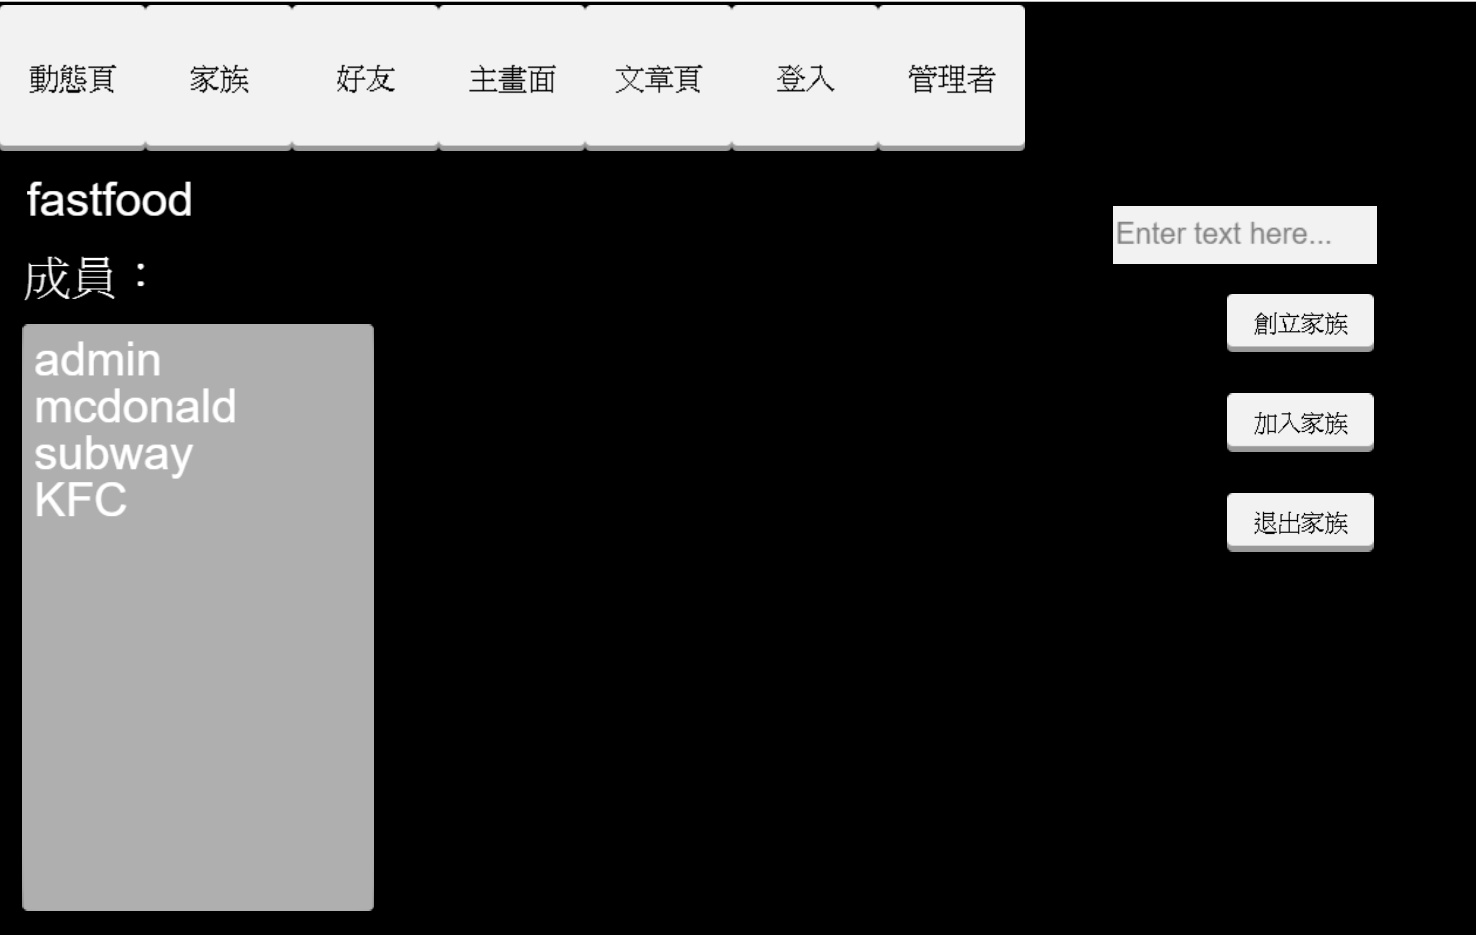 動態頁 家族 好友 主畫面 文章頁 登入 管理者
fastfood
成員：
admin
mcdonald
subway
KFC
Enter text here...
創立家族
加入家族
退出家族